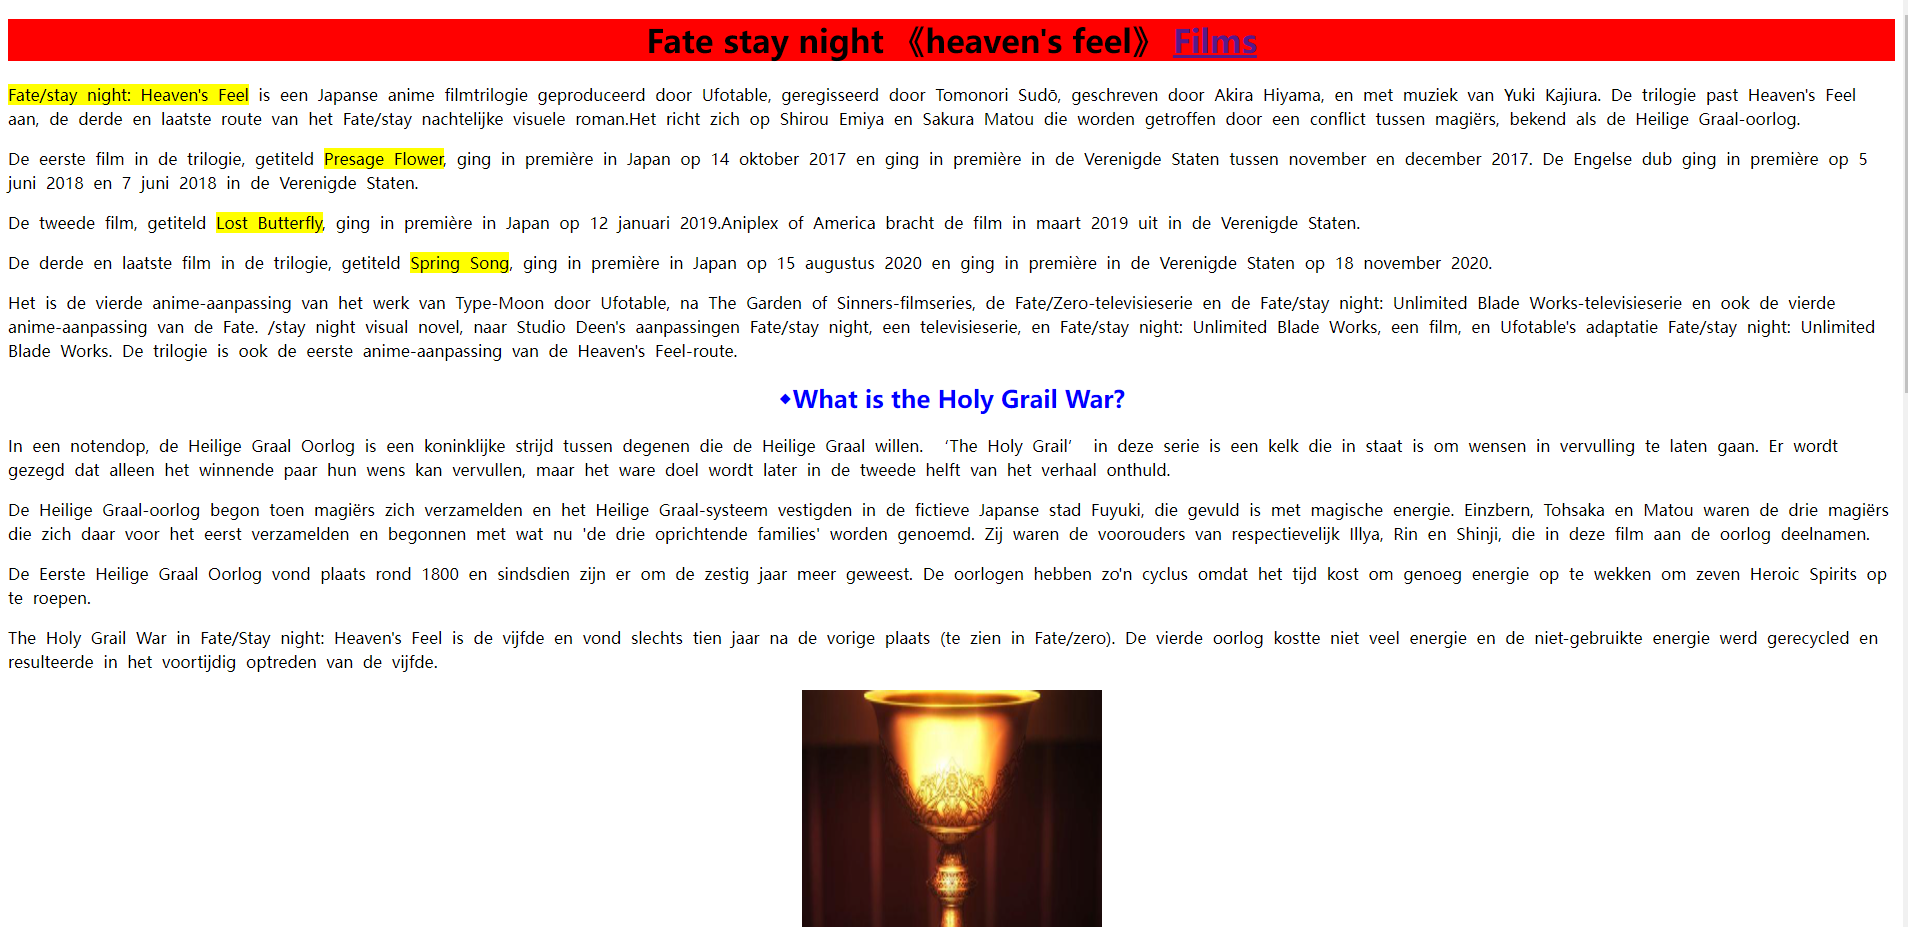 Fate stay night 《heaven's feel》 Films
Fate/stay night: Heaven's Feel is een Japanse anime filmtrilogie geproduceerd door Ufotable, geregisseerd door Tomonori Sudō, geschreven door Akira Hiyama, en met muziek van Yuki Kajiura. De trilogie past Heaven's Feel
aan, de derde en laatste route van het Fate/stay nachtelijke visuele roman.Het richt zich op Shirou Emiya en Sakura Matou die worden getroffen door een conflict tussen magiërs, bekend als de Heilige Graal-oorlog.
De eerste film in de trilogie, getiteld Presage Flower, ging in première in Japan op 14 oktober 2017 en ging in première in de Verenigde Staten tussen november en december 2017. De Engelse dub ging in première op 5
juni 2018 en 7 juni 2018 in de Verenigde Staten.
De tweede film, getiteld Lost Butterfly, ging in première in Japan op 12 januari 2019.Aniplex of America bracht de film in maart 2019 uit in de Verenigde Staten.
De derde en laatste film in de trilogie, getiteld Spring Song, ging in première in Japan op 15 augustus 2020 en ging in première in de Verenigde Staten op 18 november 2020.
Het is de vierde anime-aanpassing van het werk van Type-Moon door Ufotable, na The Garden of Sinners-filmseries, de Fate/Zero-televisieserie en de Fate/stay night: Unlimited Blade Works-televisieserie en ook de vierde
anime-aanpassing van de Fate. /stay night visual novel, naar Studio Deen's aanpassingen Fate/stay night, een televisieserie, en Fate/stay night: Unlimited Blade Works, een film, en Ufotable's adaptatie Fate/stay night: Unlimited
Blade Works. De trilogie is ook de eerste anime-aanpassing van de Heaven's Feel-route.
◆What is the Holy Grail War?
In een notendop, de Heilige Graal Oorlog is een koninklijke strijd tussen degenen die de Heilige Graal willen. ‘The Holy Grail’ in deze serie is een kelk die in staat is om wensen in vervulling te laten gaan. Er wordt
gezegd dat alleen het winnende paar hun wens kan vervullen, maar het ware doel wordt later in de tweede helft van het verhaal onthuld.
De Heilige Graal-oorlog begon toen magiërs zich verzamelden en het Heilige Graal-systeem vestigden in de fictieve Japanse stad Fuyuki, die gevuld is met magische energie. Einzbern, Tohsaka en Matou waren de drie magiërs
die zich daar voor het eerst verzamelden en begonnen met wat nu 'de drie oprichtende families' worden genoemd. Zij waren de voorouders van respectievelijk Illya, Rin en Shinji, die in deze film aan de oorlog deelnamen.
De Eerste Heilige Graal Oorlog vond plaats rond 1800 en sindsdien zijn er om de zestig jaar meer geweest. De oorlogen hebben zo'n cyclus omdat het tijd kost om genoeg energie op te wekken om zeven Heroic Spirits op
te roepen.
The Holy Grail War in Fate/Stay night: Heaven's Feel is de vijfde en vond slechts tien jaar na de vorige plaats (te zien in Fate/zero). De vierde oorlog kostte niet veel energie en de niet-gebruikte energie werd gerecycled en
resulteerde in het voortijdig optreden van de vijfde.